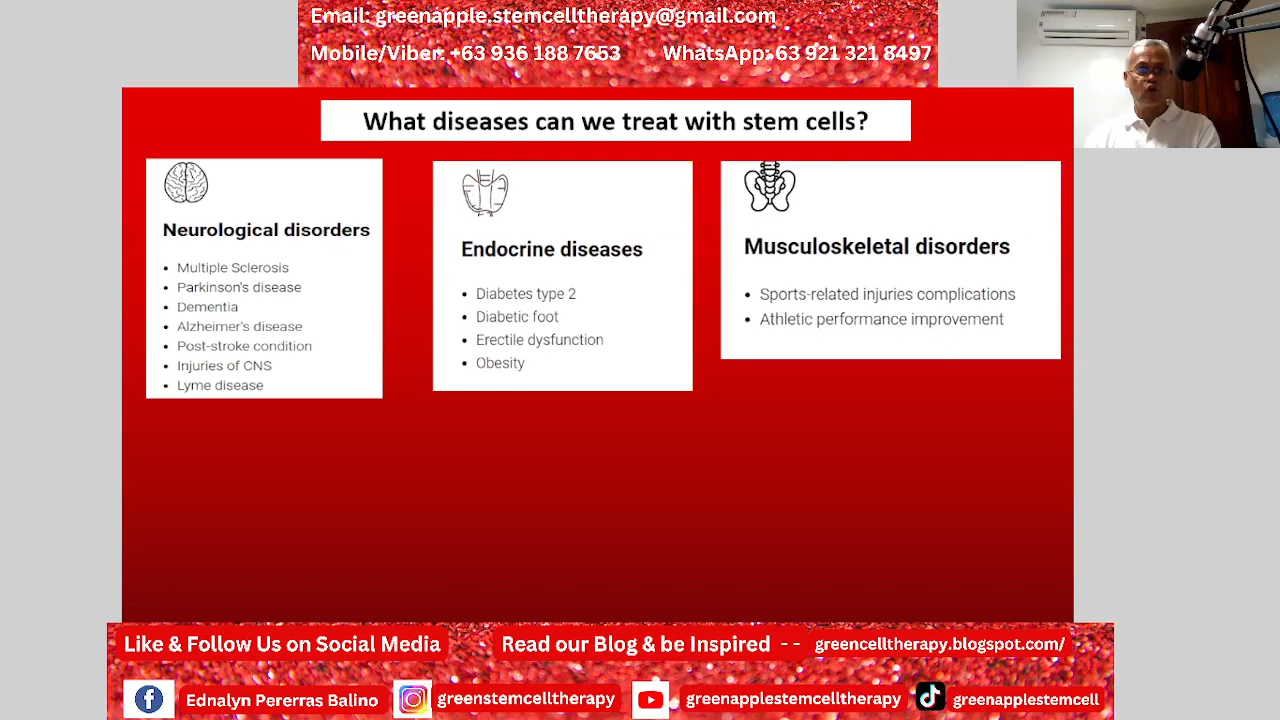 Email: greenapple.stemcelltherapy@gmail.com
Mobile/Viber: +63 936 188 7653 WhatsApp: 63 921 321 8497
What diseases can we treat with stem cells?
Neurological disorders
• Multiple Sclerosis
• Parkinson's disease
• Dementia
• Alzheimer's disease
• Post-stroke condition
• Injuries of CNS
• Lyme disease
Endocrine diseases
• Diabetes type 2
• Diabetic foot
• Erectile dysfunction
• Obesity
Musculoskeletal disorders
• Sports-related injuries complications
• Athletic performance improvement
Like & Follow Us on Social Media
Read our Blog & be Inspired - - greencelltherapy.blogspot.com/
Ednalyn Pererras Balino
greenstemcelltherapy
greenapplestemcelltherapy
greenapplestemcell